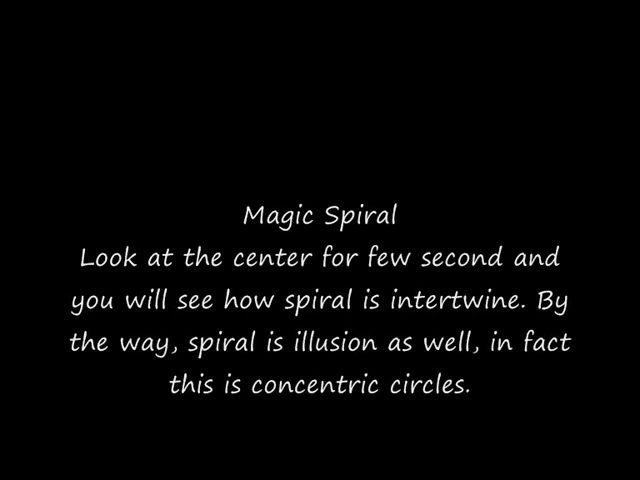 Magic Spiral
Look at the center for few second and
you will see how spiral is intertwine. By
the way, spiral is illusion as well, in fact
this is concentric circles.